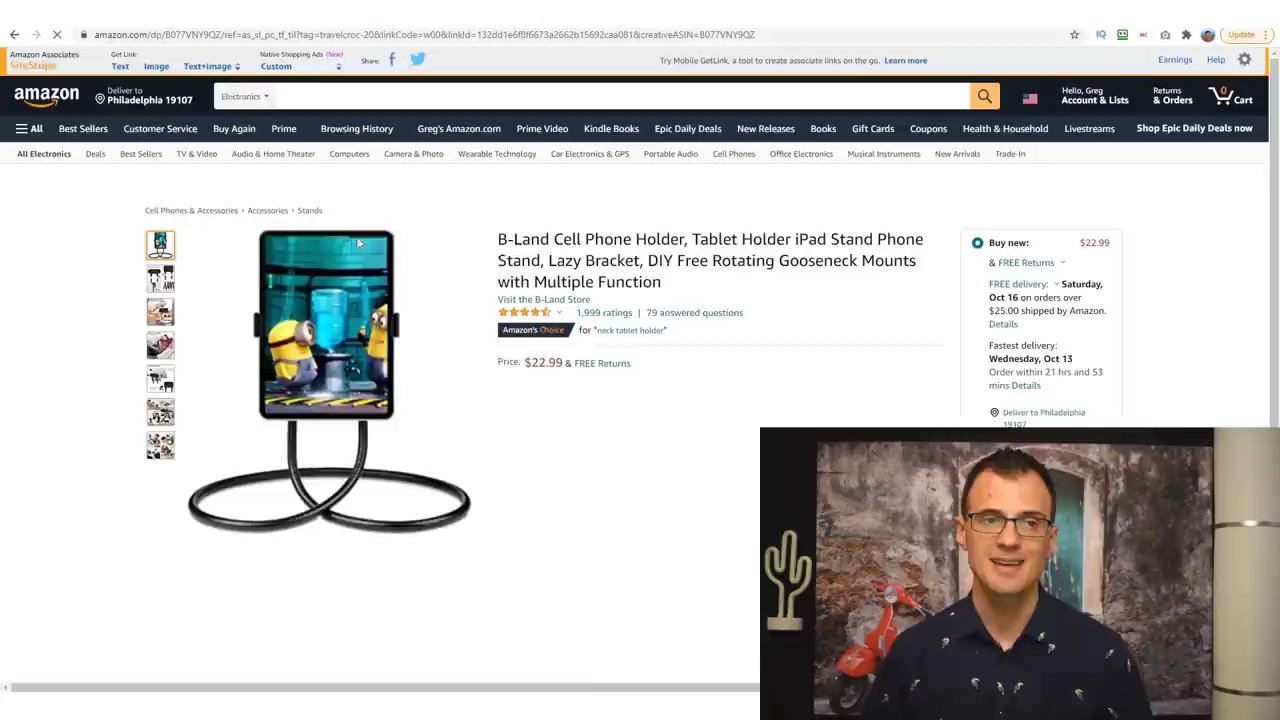 amazon.com/dp/B077VNY9QZ/ref=as_sl_pc_tf_til?tag=travelcroc-20&linkCode=w00&linkId=132dd1e6f8f6673a2662b15692caa081&creativeASIN=B077VNY9QZ
Update
Amazon Associates
SiteStripe
Get Link:
Text Image Text+image
Native Shopping Ads (New)
Custom
Share:
Try Mobile GetLink, a tool to create associate links on the go. Learn more
Earnings Help
amazon
Deliver to
Philadelphia 19107
Electronics
Hello, Greg
Account & Lists
Returns
& Orders
0
Cart
All Best Sellers Customer Service Buy Again Prime Browsing History Greg's Amazon.com Prime Video Kindle Books Epic Daily Deals New Releases Books Gift Cards Coupons Health & Household Livestreams Shop Epic Daily Deals now
All Electronics Deals Best Sellers TV & Video Audio & Home Theater Computers Camera & Photo Wearable Technology Car Electronics & GPS Portable Audio Cell Phones Office Electronics Musical Instruments New Arrivals Trade-In
Cell Phones & Accessories › Accessories › Stands
B-Land Cell Phone Holder, Tablet Holder iPad Stand Phone
Stand, Lazy Bracket, DIY Free Rotating Gooseneck Mounts
with Multiple Function
Visit the B-Land Store
1,999 ratings | 79 answered questions
Amazon's Choice for "neck tablet holder"
Price: $22.99 & FREE Returns
Buy new: $22.99
& FREE Returns
FREE delivery: Saturday,
Oct 16 on orders over
$25.00 shipped by Amazon.
Details
Fastest delivery:
Wednesday, Oct 13
Order within 21 hrs and 53
mins Details
Deliver to Philadelphia
19107